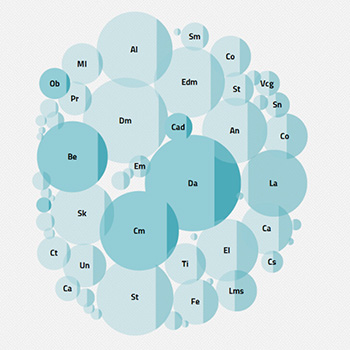 Al
Sm
Co
Ml
Edm
Ob
St
Vcg
Pr
Sn
Dm
Cad
An
Co
Be
Em
Da
La
Sk
Cm
Ca
El
Ct
Un
Ti
Cs
Ca
St
Fe
Lms